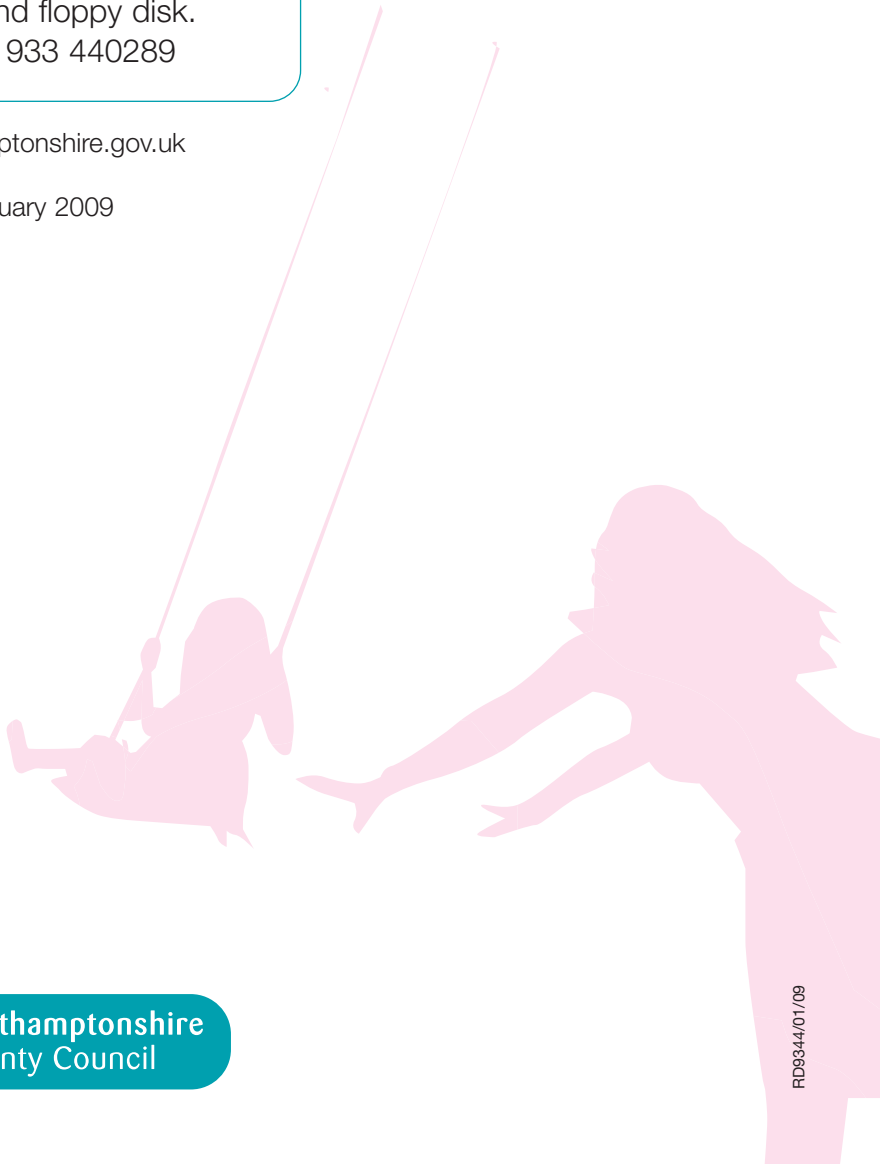 nd floppy disk.
933 440289
ptonshire.gov.uk
uary 2009
thamptonshire
nty Council
RD9344/01/09